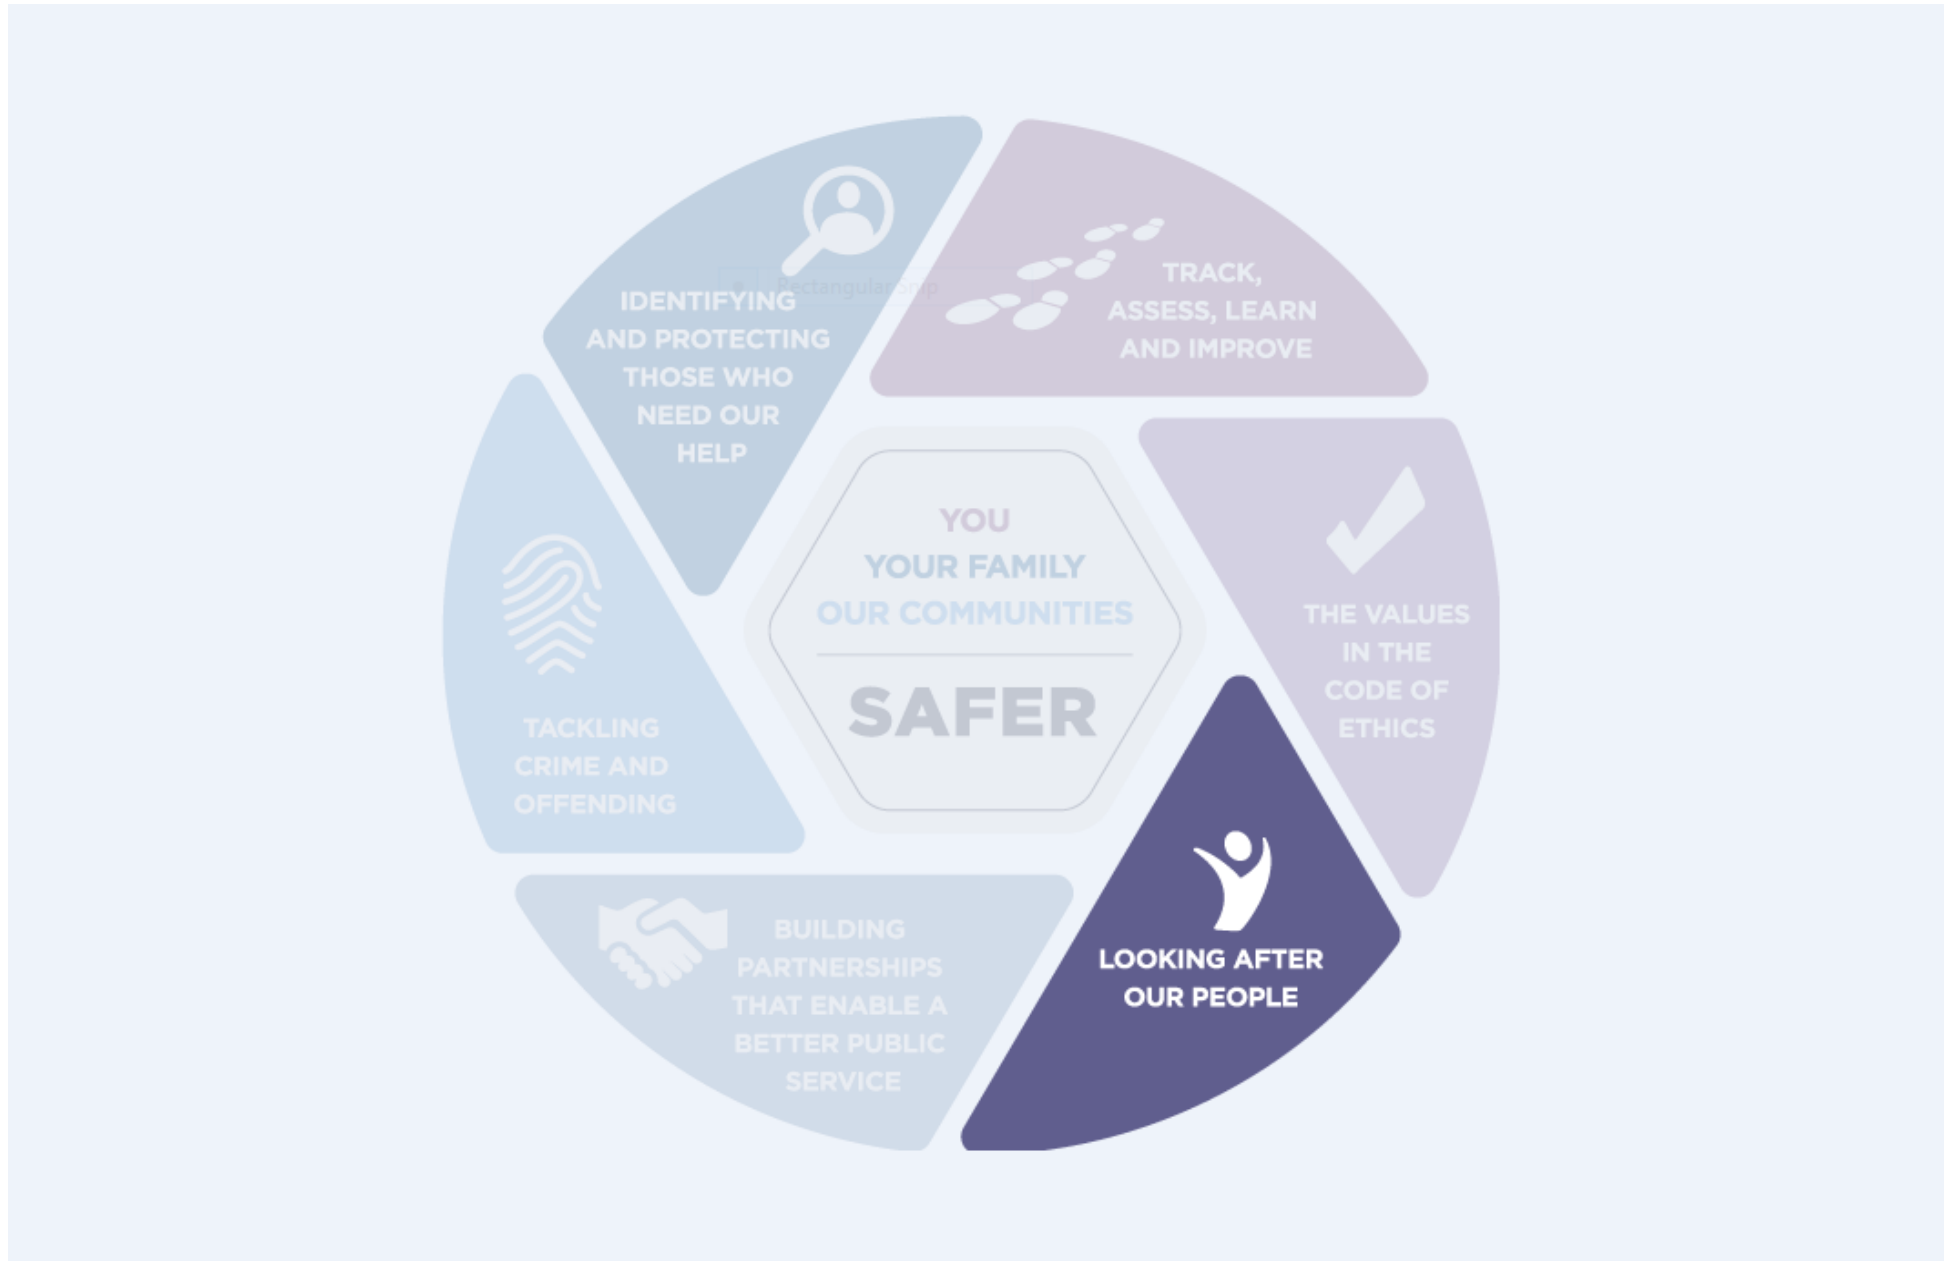 IDENTIFYING
AND PROTECTING
THOSE WHO
NEED OUR
HELP
Rectangular Snip
TRACK,
ASSESS, LEARN
AND IMPROVE
THE VALUES
IN THE
CODE OF
ETHICS
LOOKING AFTER
OUR PEOPLE
BUILDING
PARTNERSHIPS
THAT ENABLE A
BETTER PUBLIC
SERVICE
TACKLING
CRIME AND
OFFENDING
YOU
YOUR FAMILY
OUR COMMUNITIES
SAFER